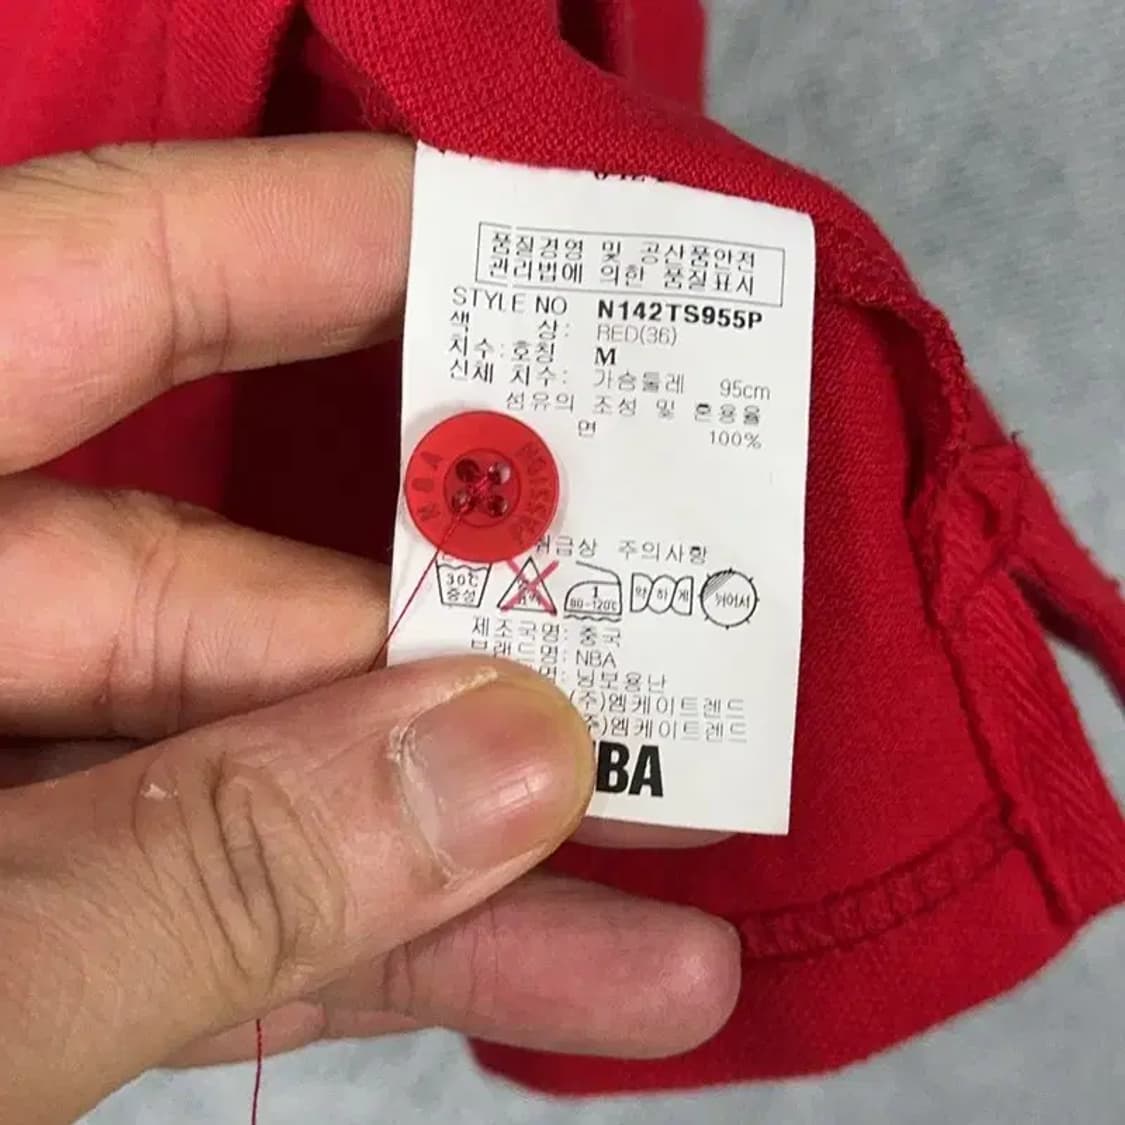 품질경영 및 공산품안전
관리법에 의한 품질표시
STYLE NO N142TS955P
색 상: RED(36)
치수:호칭 M
신체 치수: 가슴둘레 95cm
섬유의 조성 및 혼용율
면 100%
NBA
취급상 주의사항
30℃ 중성
1 80-120℃
약하게
뉘어서
제조국명: 중국
브랜드명: NBA
(주)엠케이트렌드
(주)엠케이트렌드
BA